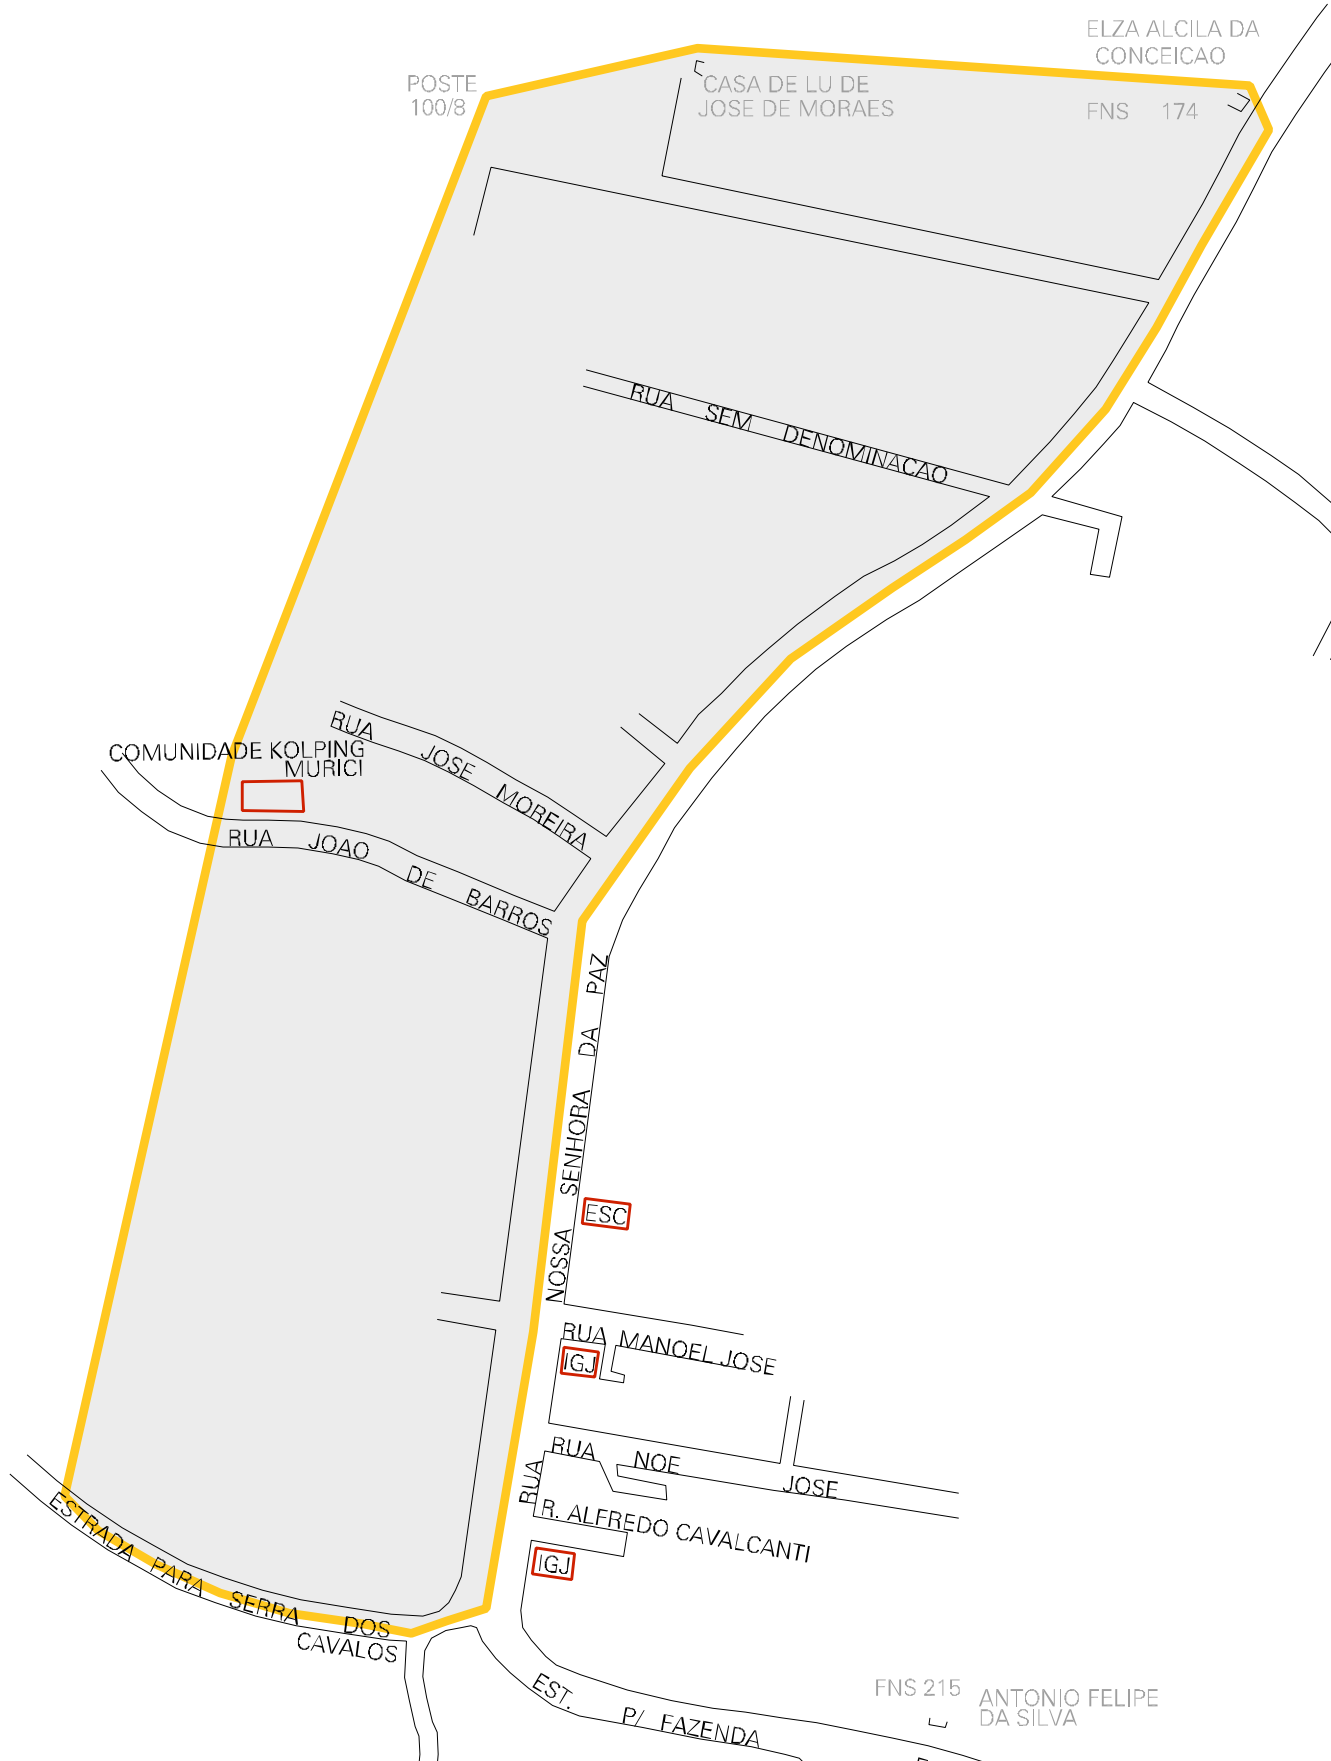 ELZA ALCILA DA
CONCEICAO
POSTE
100/8
CASA DE LU DE
JOSE DE MORAES
FNS 174
RUA SEM DENOMINACAO
RUA JOSE MOREIRA
COMUNIDADE KOLPING
MURICI
RUA JOAO DE BARROS
RUA NOSSA SENHORA DA PAZ
ESC
RUA MANOEL JOSE
IGJ
RUA NOE JOSE
R. ALFREDO CAVALCANTI
IGJ
ESTRADA PARA SERRA DOS
CAVALOS
EST. P/ FAZENDA
FNS 215
ANTONIO FELIPE
DA SILVA